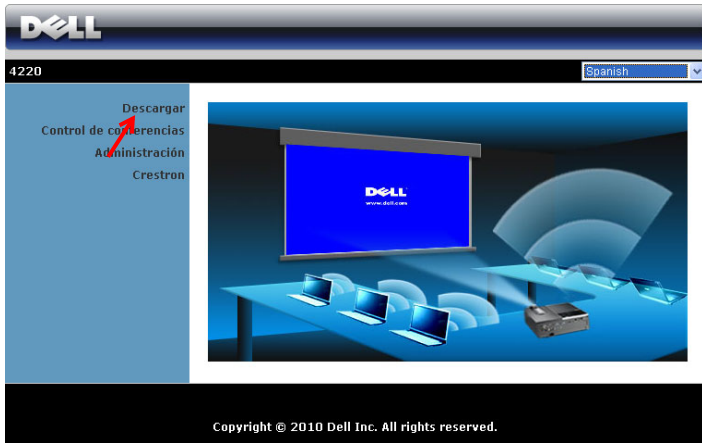 DELL
4220
Spanish
Descargar
Control de conferencias
Administración
Crestron
DELL
www.dell.com
Copyright © 2010 Dell Inc. All rights reserved.